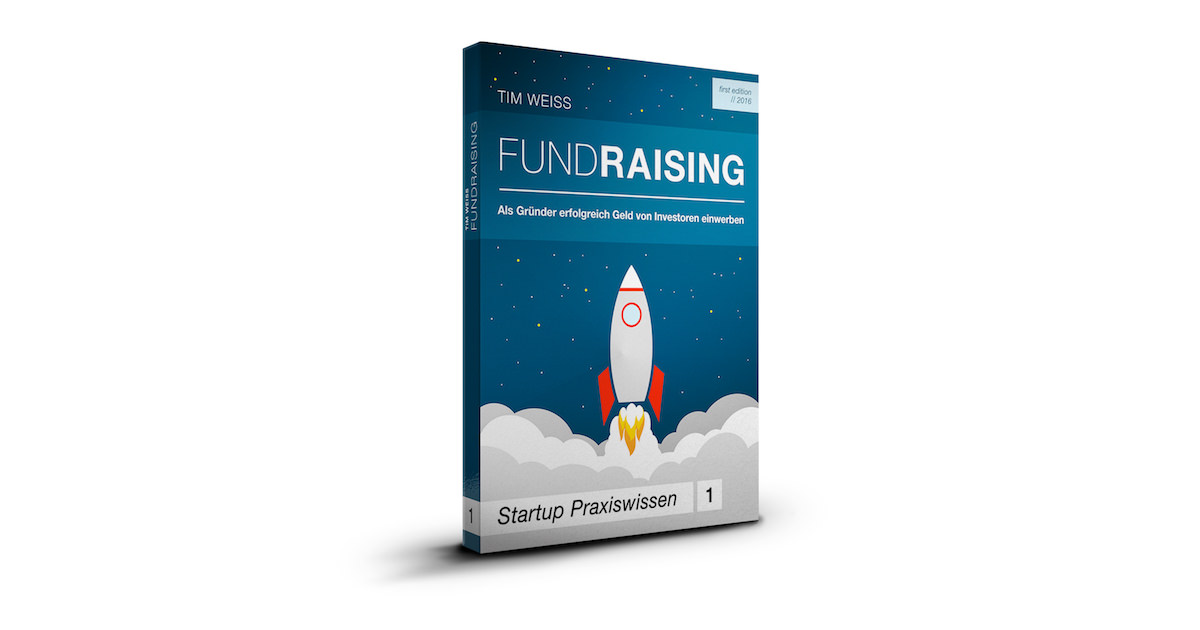 TIM WEISS
first edition
// 2016
FUNDRAISING
Als Gründer erfolgreich Geld von Investoren einwerben
Startup Praxiswissen 1
TIM WEISS
FUNDRAISING
1